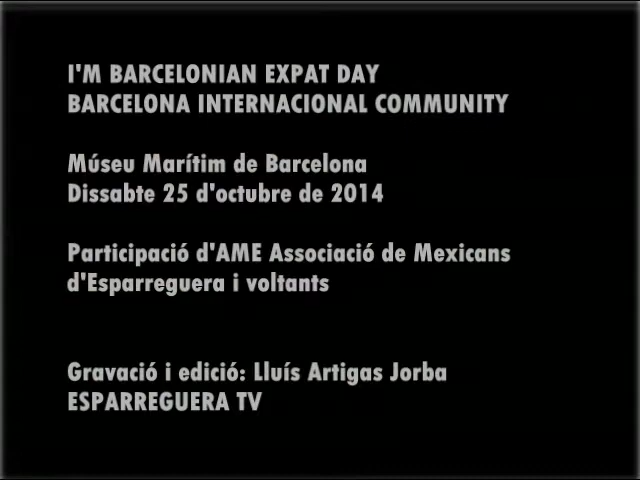 I'M BARCELONIAN EXPAT DAY
BARCELONA INTERNACIONAL COMMUNITY
Múseu Marítim de Barcelona
Dissabte 25 d'octubre de 2014
Participació d'AME Associació de Mexicans
d'Esparreguera i voltants
Gravació i edició: Lluís Artigas Jorba
ESPARREGUERA TV